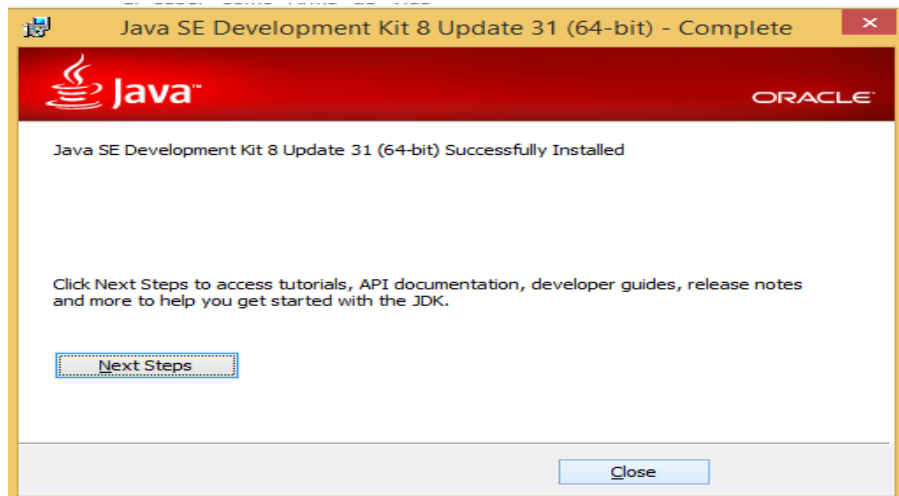 Java SE Development Kit 8 Update 31 (64-bit) - Complete
Java™
ORACLE
Java SE Development Kit 8 Update 31 (64-bit) Successfully Installed
Click Next Steps to access tutorials, API documentation, developer guides, release notes
and more to help you get started with the JDK.
Next Steps
Close